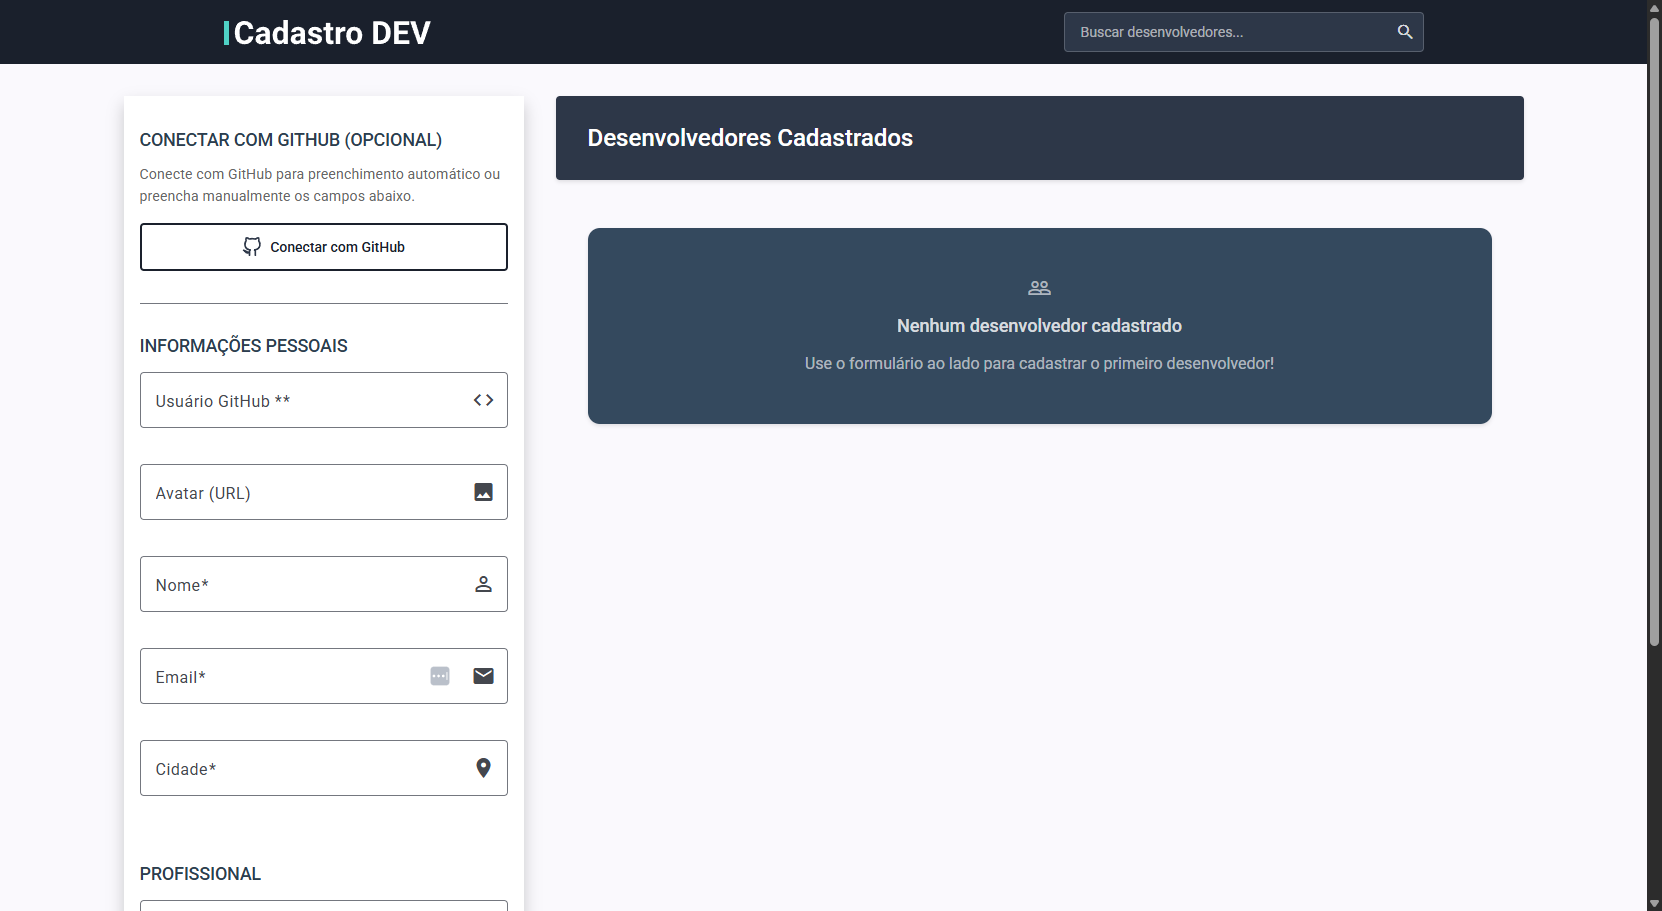 Cadastro DEV
Buscar desenvolvedores...
CONECTAR COM GITHUB (OPCIONAL)
Conecte com GitHub para preenchimento automático ou
preencha manualmente os campos abaixo.
Conectar com GitHub
INFORMAÇÕES PESSOAIS
Usuário GitHub **
Avatar (URL)
Nome*
Email*
Cidade*
PROFISSIONAL
Desenvolvedores Cadastrados
Nenhum desenvolvedor cadastrado
Use o formulário ao lado para cadastrar o primeiro desenvolvedor!